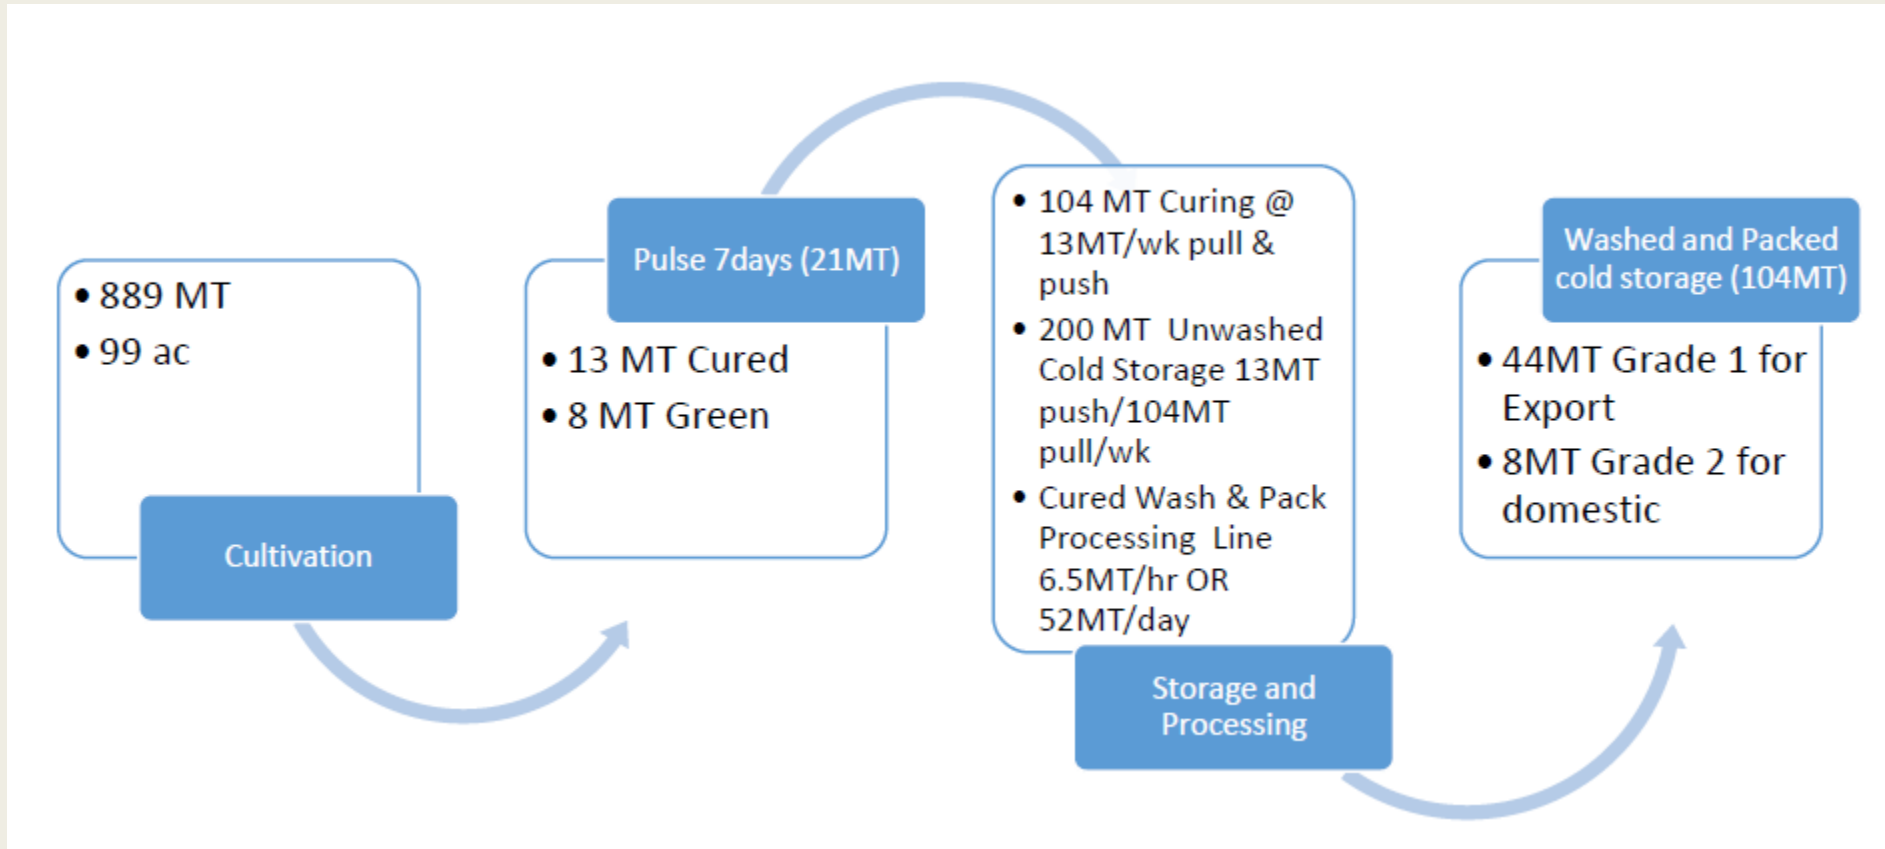 • 889 MT
• 99 ac
Cultivation
Pulse 7days (21MT)
• 13 MT Cured
• 8 MT Green
• 104 MT Curing @
13MT/wk pull &
push
• 200 MT Unwashed
Cold Storage 13MT
push/104MT
pull/wk
• Cured Wash & Pack
Processing Line
6.5MT/hr OR
52MT/day
Storage and
Processing
Washed and Packed
cold storage (104MT)
• 44MT Grade 1 for
Export
• 8MT Grade 2 for
domestic